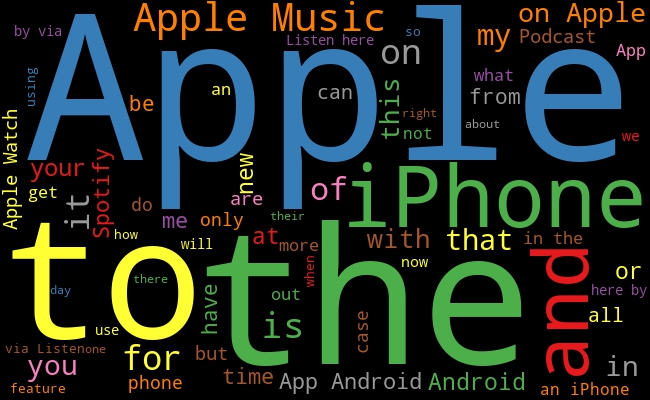 Apple Music
on Apple
by via
Listen here
my
Podcast
so
on
App
Apple
what
using
be
an
can
this
from
right
not
about
we
Apple Watch
your
Spotify
new
get
it
do
are
of
iPhone
me
only
their
how
will
at
more
with
that
in the
to
the
and
now
when
or
day
there
have
out
is
case
here by
all
use
via Listen
one
you
for
but
in
feature
phone
time
App Android
Android
an iPhone